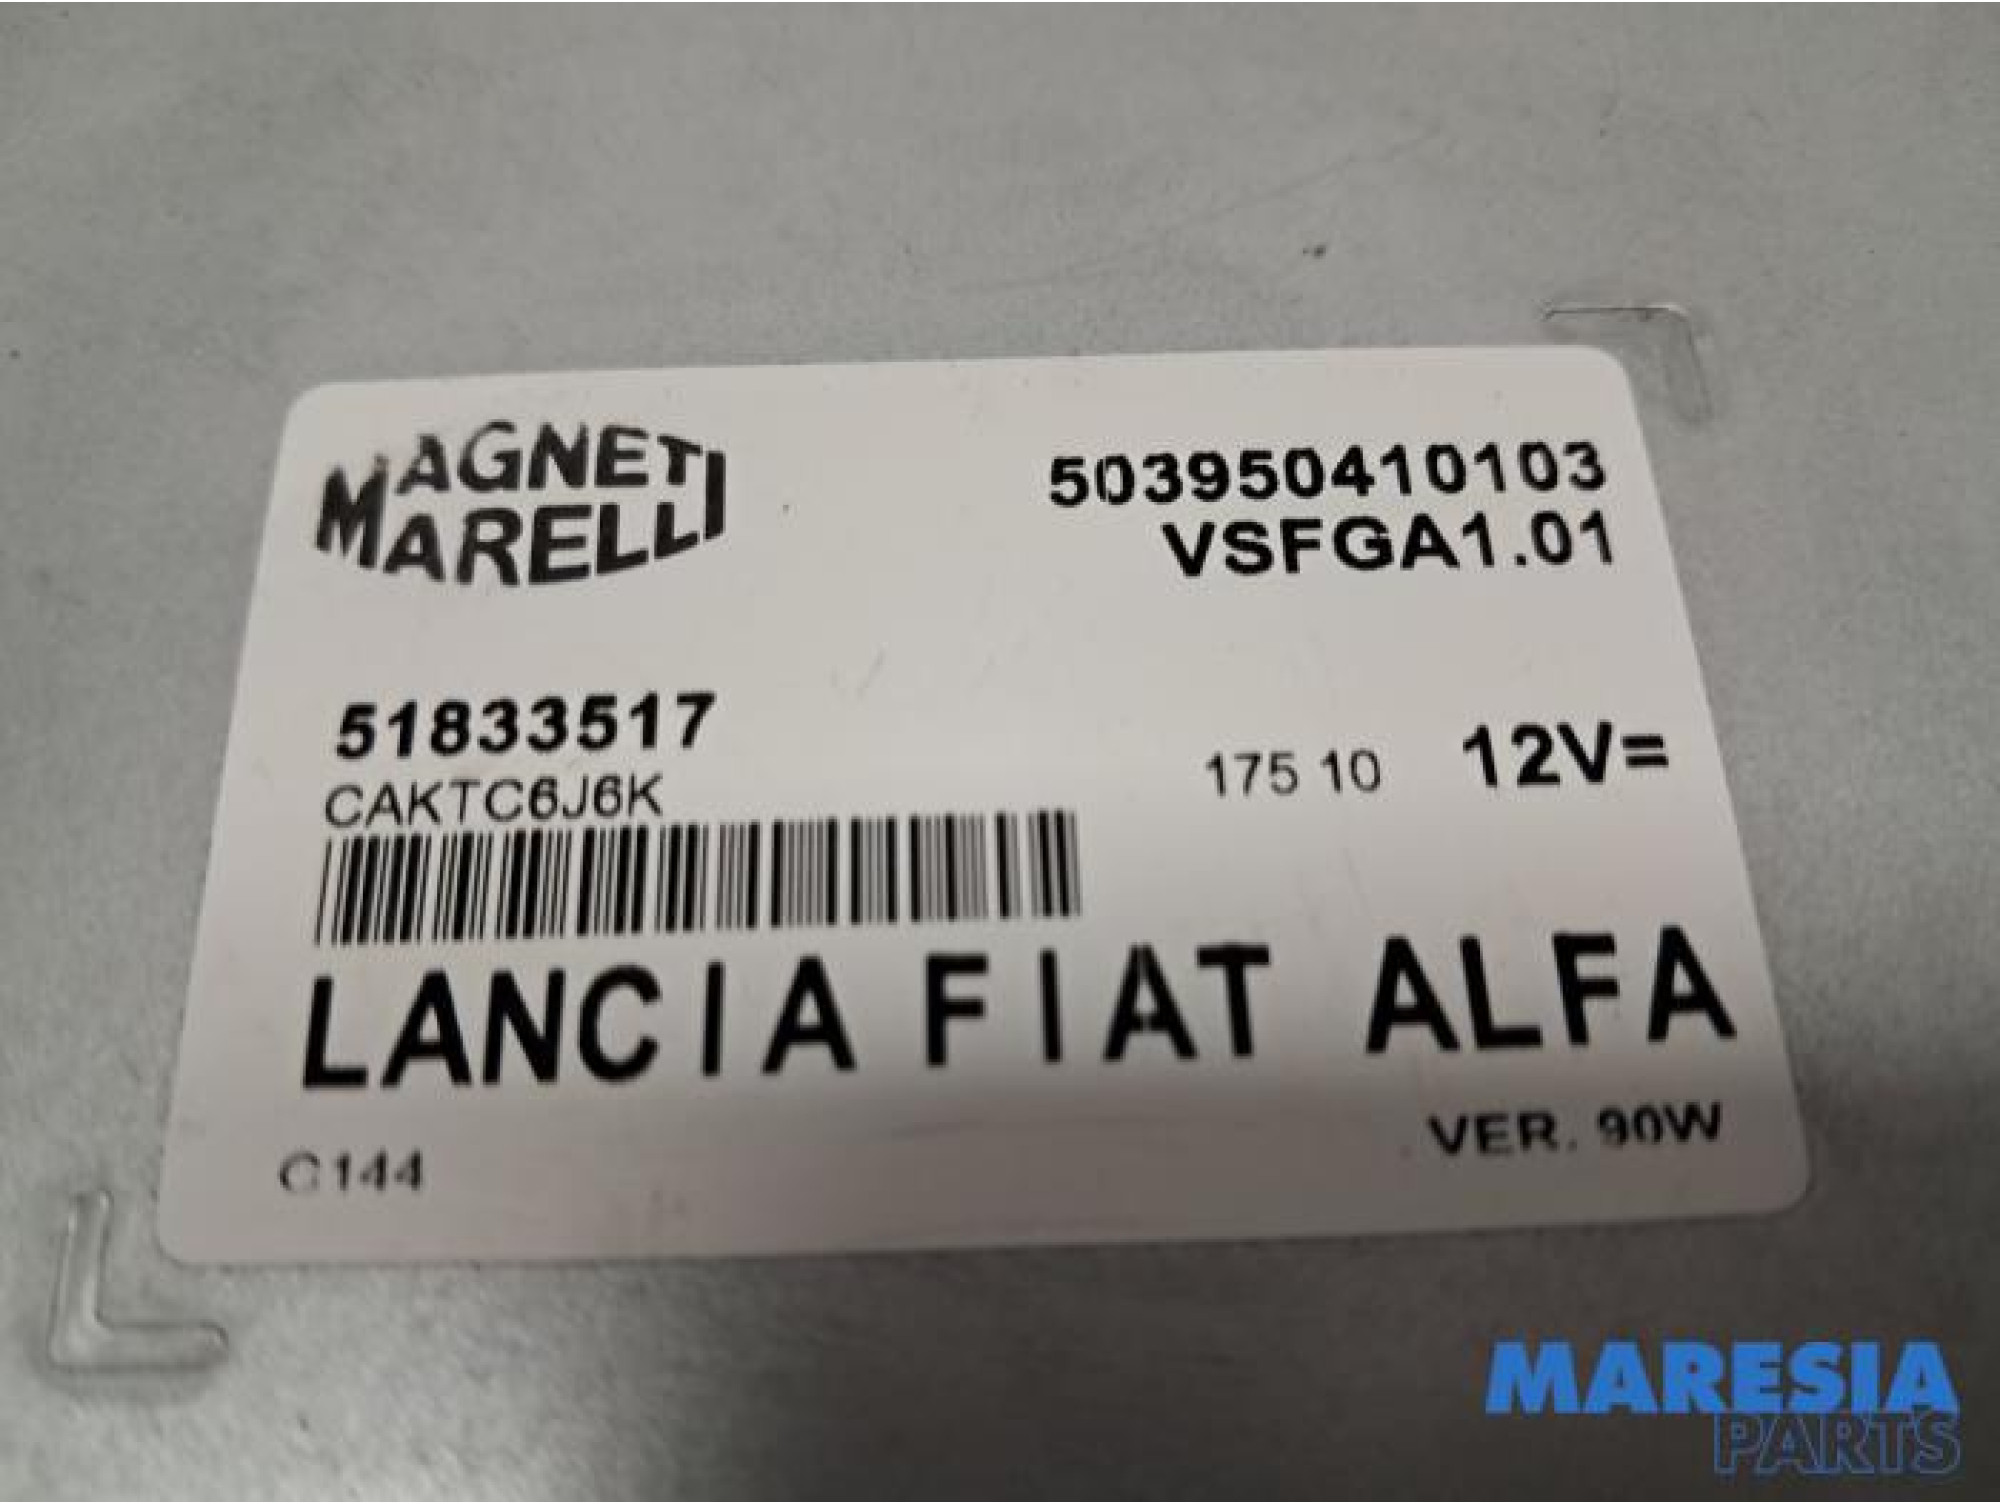 MAGNETI
MARELLI
503950410103
VSFGA1.01
51833517
CAKTC6J6K
175 10 12V=
LANCIA FIAT ALFA
VER. 90W
C144
MARESIA
PARTS